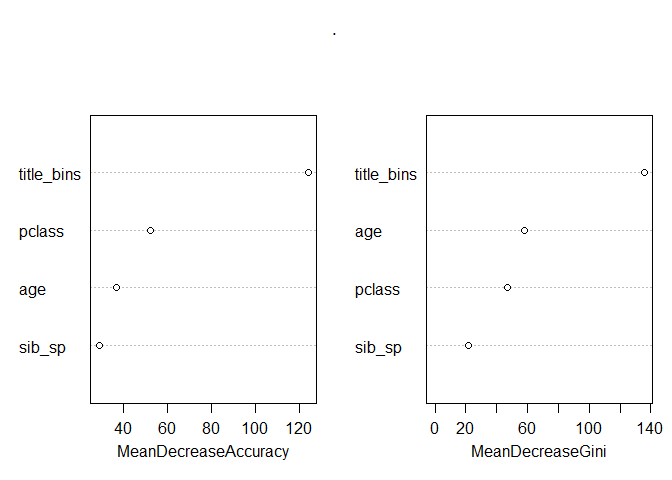 .
title_bins
pclass
age
sib_sp
40 60 80 100 120
MeanDecreaseAccuracy
title_bins
age
pclass
sib_sp
0 20 60 100 140
MeanDecreaseGini